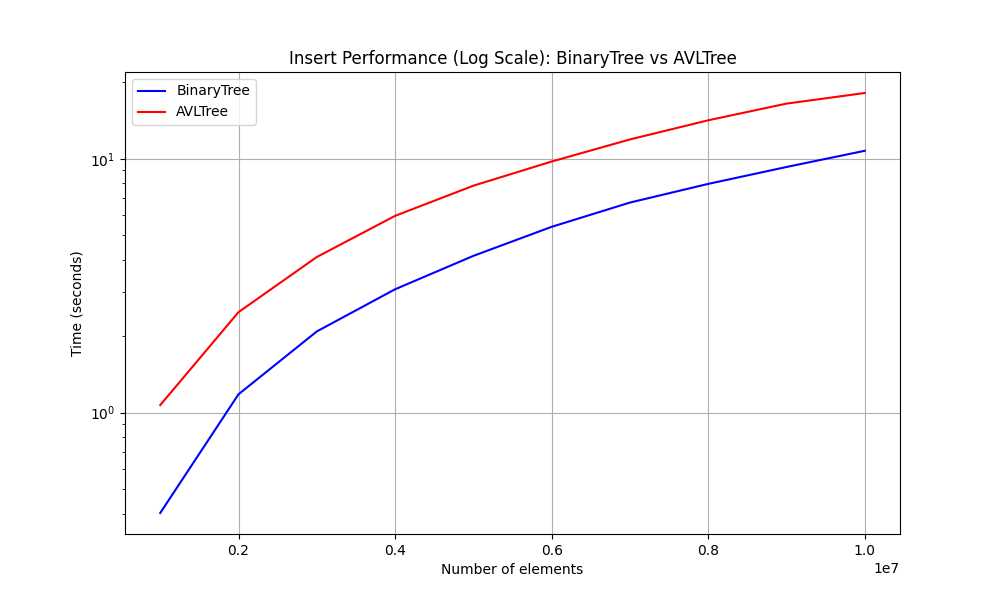 Insert Performance (Log Scale): BinaryTree vs AVLTree
BinaryTree
AVLTree
Time (seconds)
10¹
10⁰
0.2 0.4 0.6 0.8 1.0
1e7
Number of elements